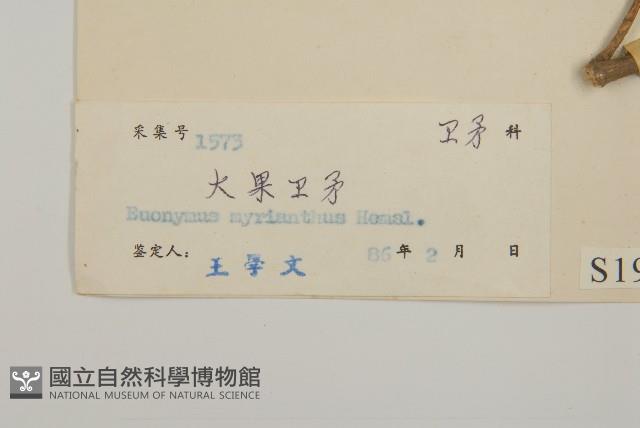 采集号 1573 卫矛 科
大果卫矛
Euonymus myrianthus Hemsl.
鉴定人: 王學文 86 年 2 月 日
S19
國立自然科學博物館
NATIONAL MUSEUM OF NATURAL SCIENCE